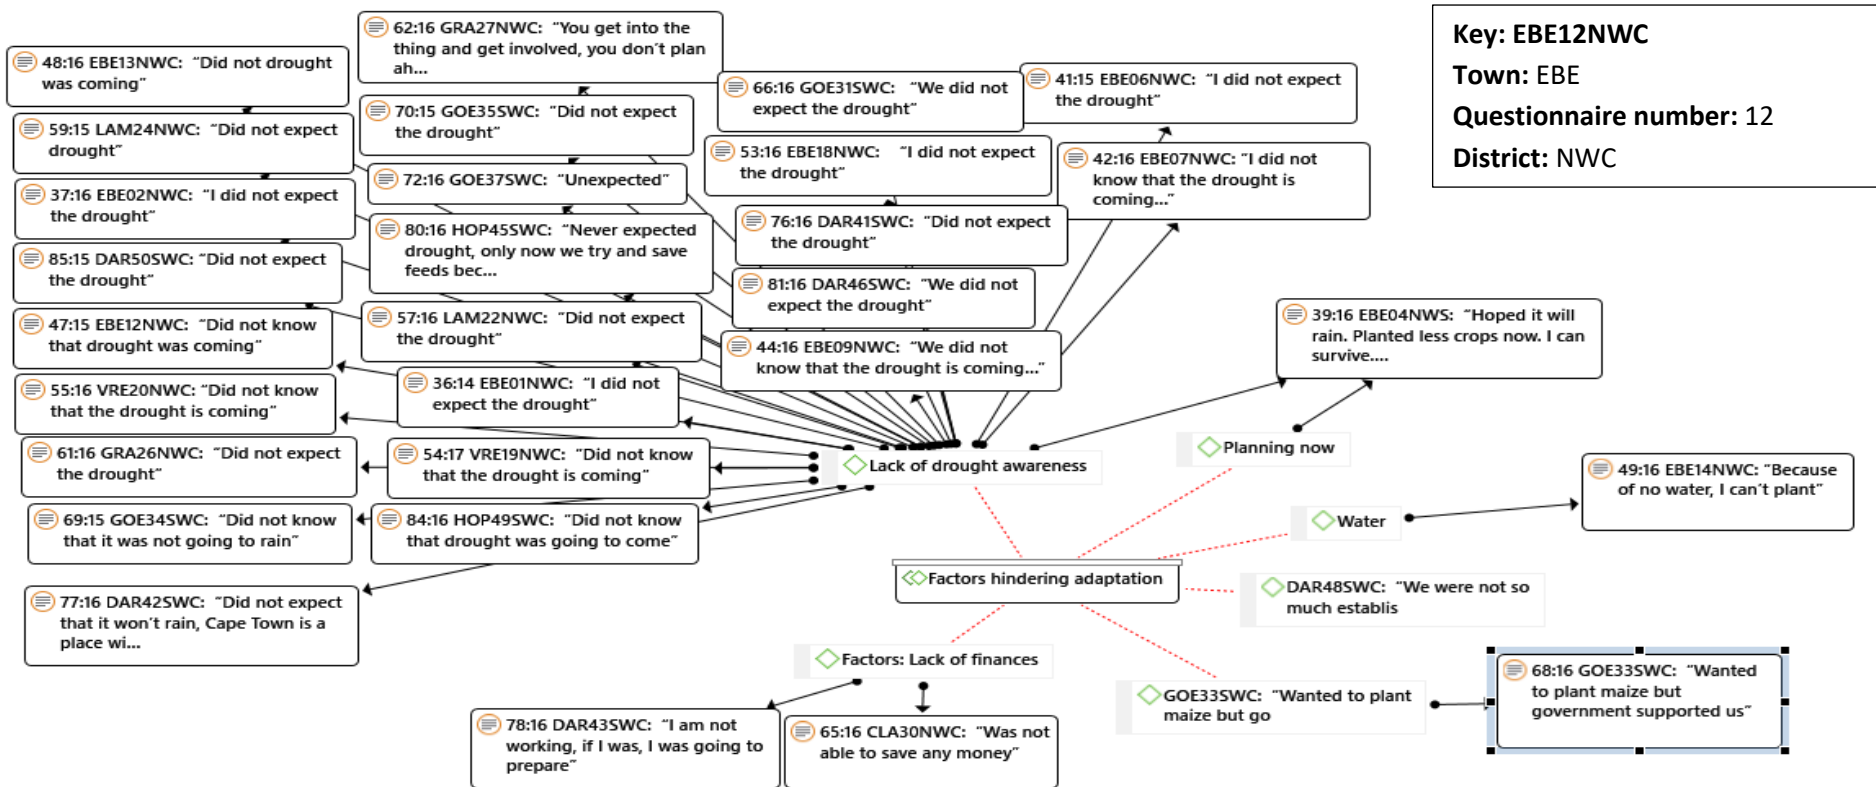 62:16 GRA27NWC: “You get into the
thing and get involved, you don’t plan
ah...
48:16 EBE13NWC: “Did not drought
was coming”
59:15 LAM24NWC: “Did not expect
drought”
37:16 EBE02NWC: “I did not expect
the drought”
85:15 DAR50SWC: “Did not expect
the drought”
47:15 EBE12NWC: “Did not know
that drought was coming”
55:16 VRE20NWC: “Did not know
that the drought is coming”
61:16 GRA26NWC: “Did not expect
the drought”
69:15 GOE34SWC: “Did not know
that it was not going to rain”
77:16 DAR42SWC: “Did not expect
that it won’t rain, Cape Town is a
place wi...
70:15 GOE35SWC: “Did not expect
the drought”
72:16 GOE37SWC: “Unexpected”
80:16 HOP45SWC: “Never expected
drought, only now we try and save
feeds bec...
57:16 LAM22NWC: “Did not expect
the drought”
36:14 EBE01NWC: “I did not
expect the drought”
54:17 VRE19NWC: “Did not know
that the drought is coming”
84:16 HOP49SWC: “Did not know
that drought was going to come”
66:16 GOE31SWC: “We did not
expect the drought”
53:16 EBE18NWC: “I did not expect
the drought”
76:16 DAR41SWC: “Did not expect
the drought”
81:16 DAR46SWC: “We did not
expect the drought”
44:16 EBE09NWC: “We did not
know that the drought is coming...”
41:15 EBE06NWC: “I did not expect
the drought”
42:16 EBE07NWC: “I did not
know that the drought is
coming...”
Key: EBE12NWC
Town: EBE
Questionnaire number: 12
District: NWC
39:16 EBE04NWS: “Hoped it will
rain. Planted less crops now. I can
survive....
Lack of drought awareness
Planning now
49:16 EBE14NWC: “Because
of no water, I can’t plant”
Water
Factors hindering adaptation
DAR48SWC: “We were not so
much establis
Factors: Lack of finances
GOE33SWC: “Wanted to plant
maize but go
68:16 GOE33SWC: “Wanted
to plant maize but
government supported us”
78:16 DAR43SWC: “I am not
working, if I was, I was going to
prepare”
65:16 CLA30NWC: “Was not
able to save any money”